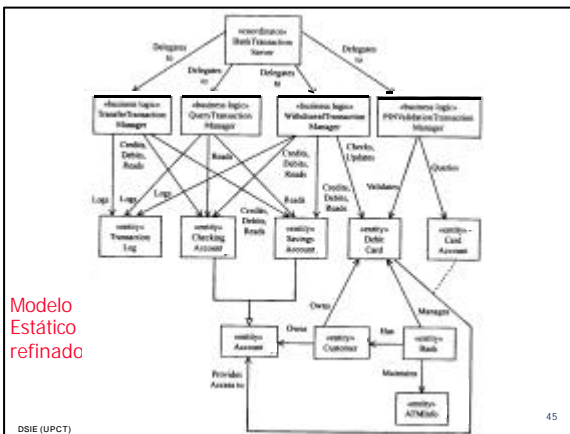 «coordinator»
BankTransaction
Server
Delegates
to
Delegates
to
Delegates
to
Delegates
to
«business logic»
TransferTransaction
Manager
«business logic»
QueryTransaction
Manager
«business logic»
WithdrawalTransaction
Manager
«business logic»
PINValidationTransaction
Manager
Credits,
Debits,
Reads
Reads
Credits,
Debits,
Reads
Checks,
Updates
Validates
Queries
Logs
Logs
Logs
Credits,
Debits,
Reads
Reads
Credits,
Debits,
Reads
«entity»
Transaction
Log
«entity»
Checking
Account
«entity»
Savings
Account
«entity»
Debit
Card
«entity»
Card
Account
Modelo
Estático
refinado
Owns
Manages
«entity»
Account
Owns
«entity»
Customer
Has
«entity»
Bank
Provides
Access to
Maintains
«entity»
ATMInfo
DSIE (UPCT)
45